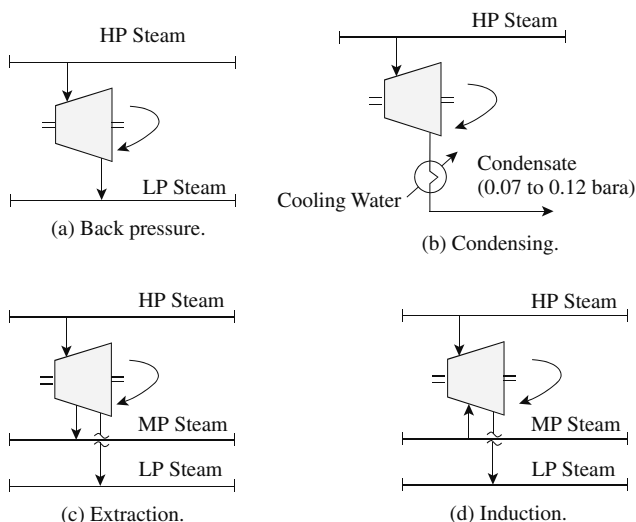 HP Steam
LP Steam
(a) Back pressure.
HP Steam
Cooling Water
Condensate
(0.07 to 0.12 bara)
(b) Condensing.
HP Steam
MP Steam
LP Steam
(c) Extraction.
HP Steam
MP Steam
LP Steam
(d) Induction.